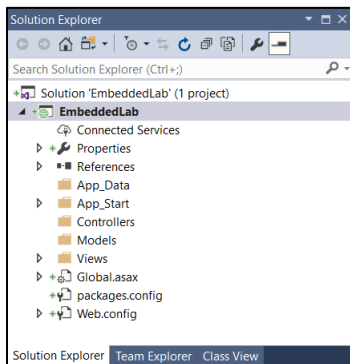 Solution Explorer
Search Solution Explorer (Ctrl+;)
Solution 'EmbeddedLab' (1 project)
EmbeddedLab
Connected Services
Properties
References
App_Data
App_Start
Controllers
Models
Views
Global.asax
packages.config
Web.config
Solution Explorer Team Explorer Class View